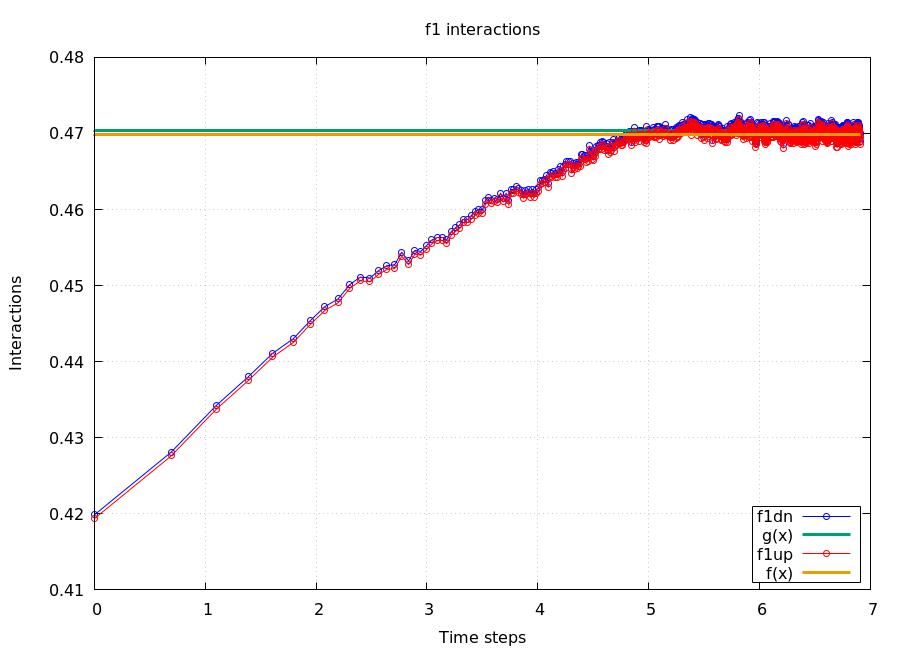 f1 interactions
0.48
0.47
0.46
0.45
0.44
0.43
0.42
0.41
Interactions
f1dn
g(x)
f1up
f(x)
0 1 2 3 4 5 6 7
Time steps